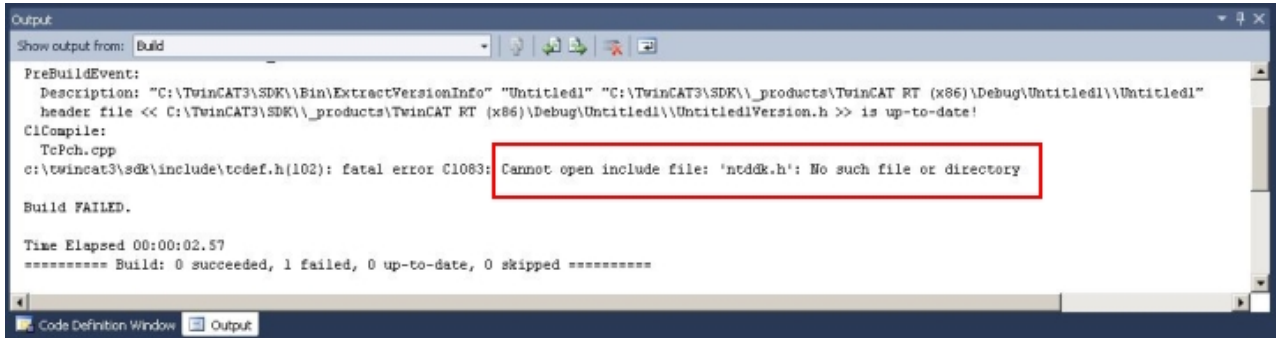 Output
Show output from: Build
PreBuildEvent:
Description: "C:\TwinCAT3\SDK\\Bin\ExtractVersionInfo" "Untitled1" "C:\TwinCAT3\SDK\\_products\TwinCAT RT (x86)\Debug\Untitled1\\Untitled1"
header file << C:\TwinCAT3\SDK\\_products\TwinCAT RT (x86)\Debug\Untitled1\\Untitled1Version.h >> is up-to-date!
ClCompile:
TcPch.cpp
c:\twincat3\sdk\include\tcdef.h(102): fatal error C1083: Cannot open include file: 'ntddk.h': No such file or directory
Build FAILED.
Time Elapsed 00:00:02.57
========== Build: 0 succeeded, 1 failed, 0 up-to-date, 0 skipped ==========
Code Definition Window Output